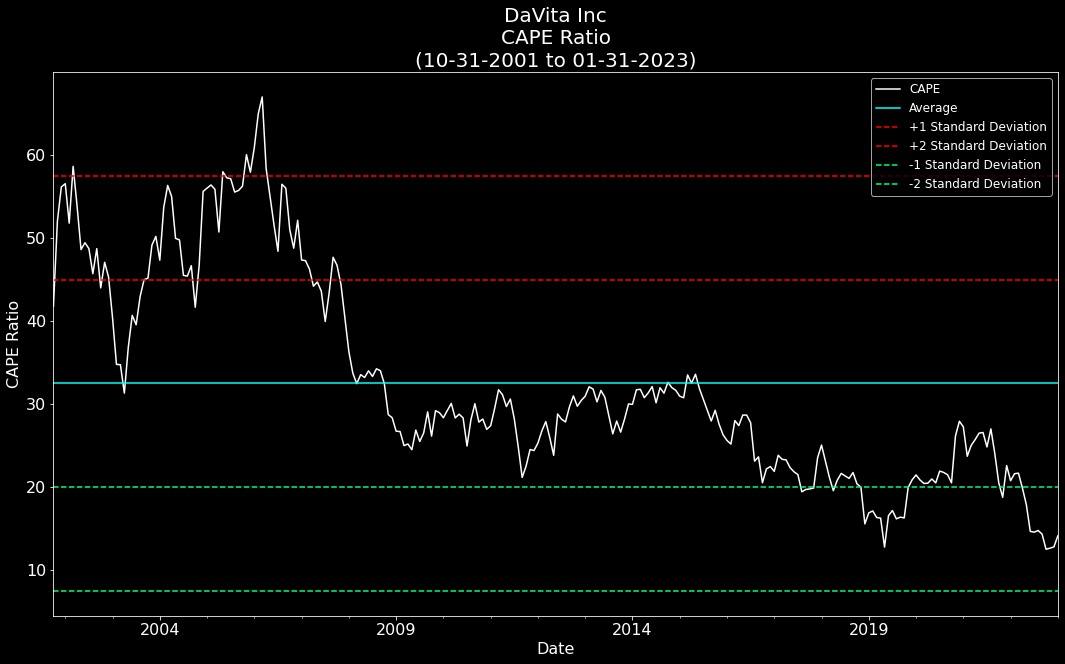 DaVita Inc
CAPE Ratio
(10-31-2001 to 01-31-2023)
CAPE
Average
+1 Standard Deviation
+2 Standard Deviation
-1 Standard Deviation
-2 Standard Deviation
CAPE Ratio
60
50
40
30
20
10
2004 2009 2014 2019
Date